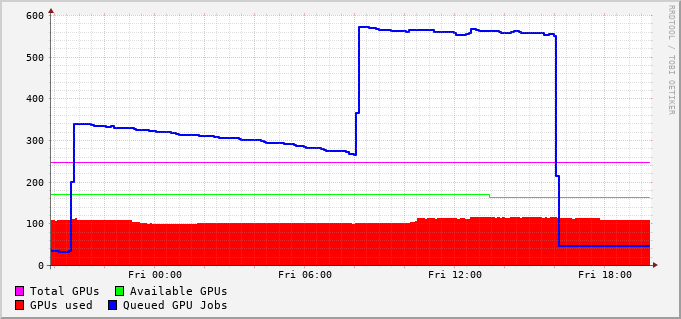 600
500
400
300
200
100
0
Fri 00:00 Fri 06:00 Fri 12:00 Fri 18:00
Total GPUs Available GPUs
GPUs used Queued GPU Jobs
RRDTOOL / TOBI OETIKER